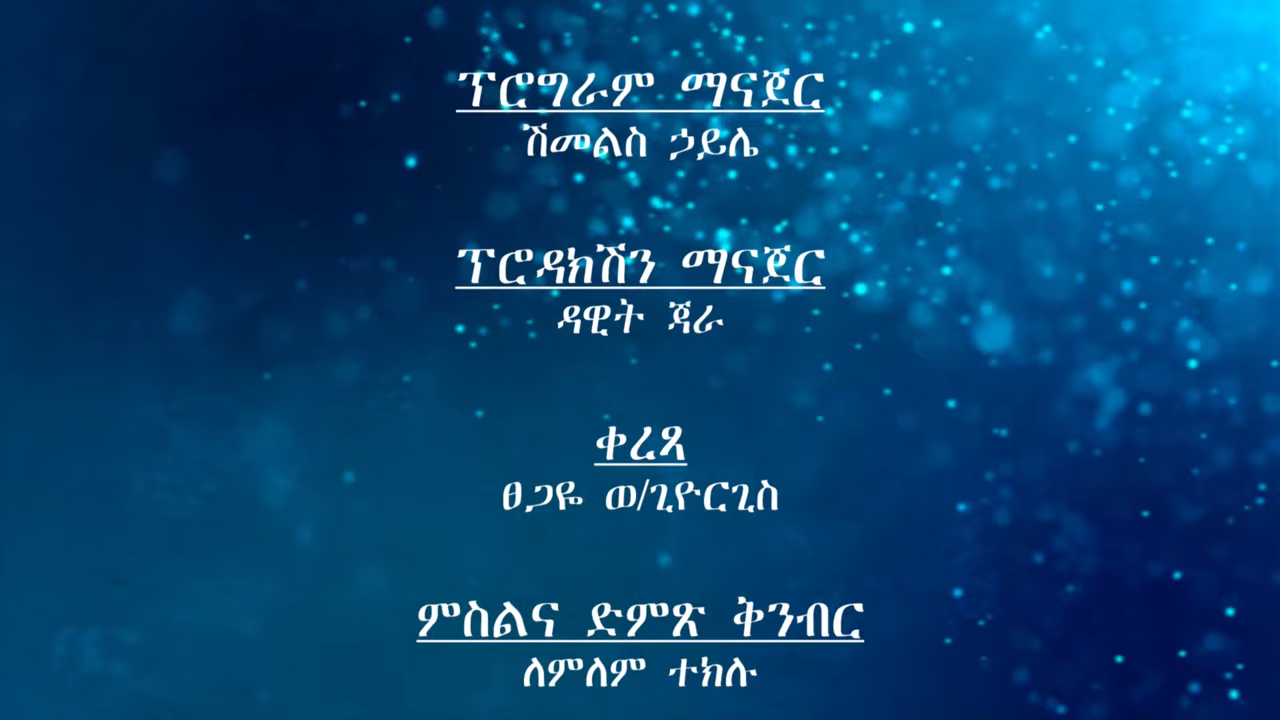 ፕሮግራም ማናጀር
ሽመልስ ኃይሌ
ፕሮዳክሽን ማናጀር
ዳዊት ጃራ
ቀረጻ
ፀጋዬ ወ/ጊዮርጊስ
ምስልና ድምጽ ቅንብር
ለምለም ተክሉ